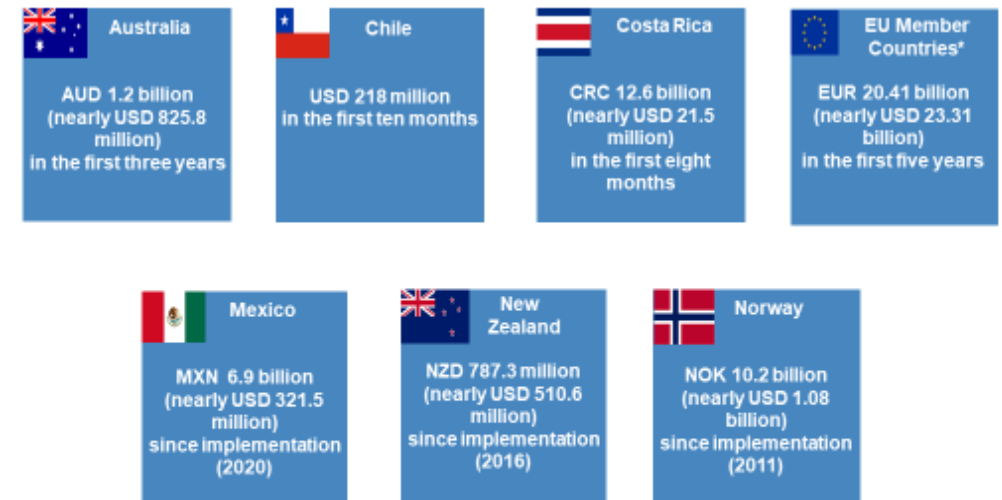 Australia
AUD 1.2 billion
(nearly USD 825.8
million)
in the first three years
Chile
USD 218 million
in the first ten months
Costa Rica
CRC 12.6 billion
(nearly USD 21.5
million)
in the first eight
months
EU Member
Countries*
EUR 20.41 billion
(nearly USD 23.31
billion)
in the first five years
Mexico
MXN 6.9 billion
(nearly USD 321.5
million)
since implementation
(2020)
New
Zealand
NZD 787.3 million
(nearly USD 510.6
million)
since implementation
(2016)
Norway
NOK 10.2 billion
(nearly USD 1.08
billion)
since implementation
(2011)